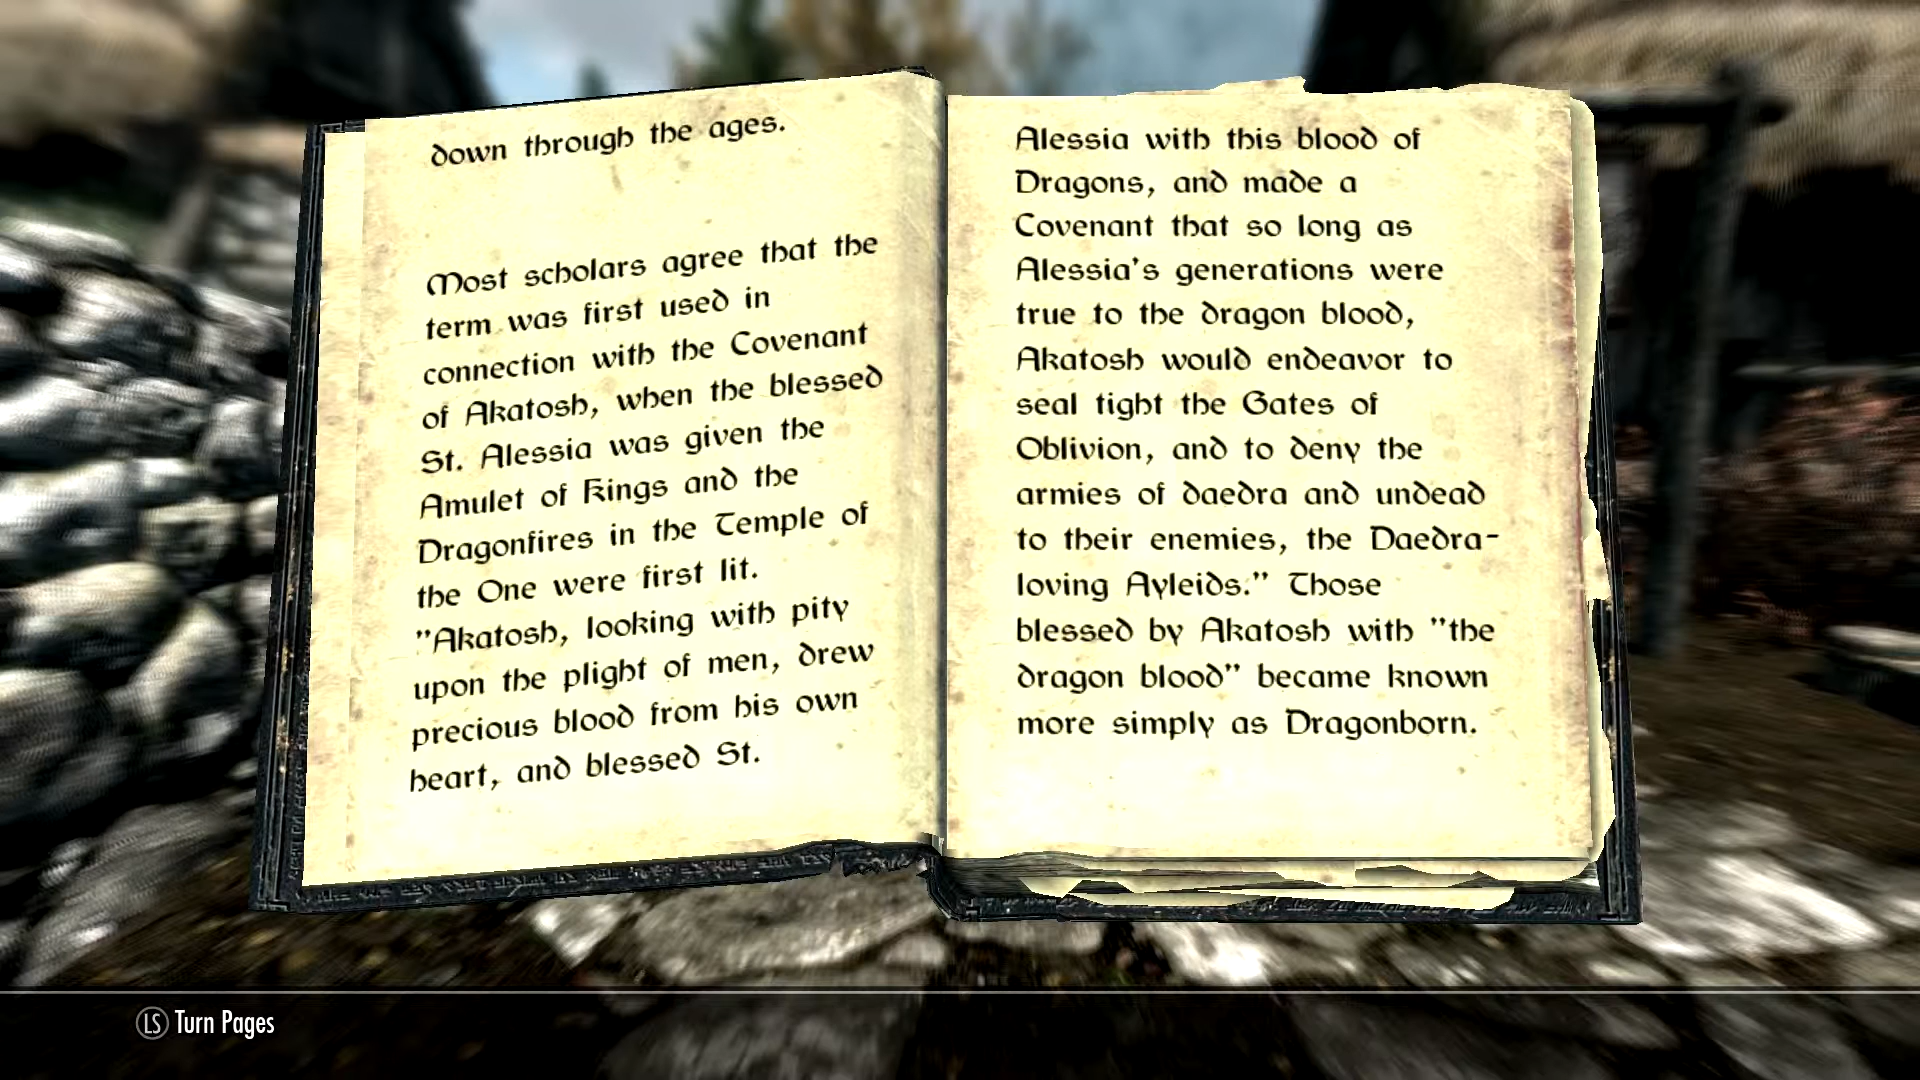 down through the ages.
Most scholars agree that the
term was first used in
connection with the Covenant
of Akatosh, when the blessed
St. Alessia was given the
Amulet of Kings and the
Dragonfires in the Temple of
the One were first lit.
"Akatosh, looking with pity
upon the plight of men, drew
precious blood from his own
heart, and blessed St.
Alessia with this blood of
Dragons, and made a
Covenant that so long as
Alessia's generations were
true to the dragon blood,
Akatosh would endeavor to
seal tight the Gates of
Oblivion, and to deny the
armies of daedra and undead
to their enemies, the Daedra-
loving Ayleids." Those
blessed by Akatosh with "the
dragon blood" became known
more simply as Dragonborn.
LS Turn Pages